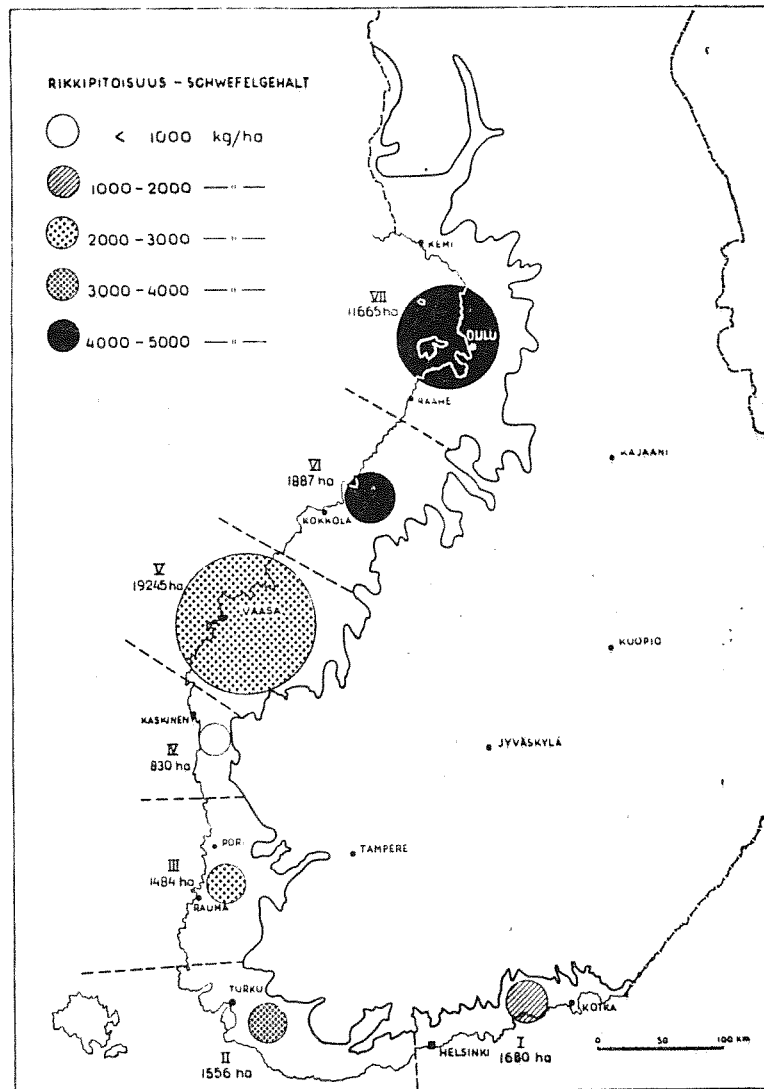 RIKKIPITOISUUS – SCHWEFELGEHALT
< 1000 kg/ha
1000 – 2000 — " —
2000 – 3000 — " —
3000 – 4000 — " —
4000 – 5000 — " —
KEMI
VII
11665 ha
OULU
RAAHE
KAJAANI
VI
1887 ha
KOKKOLA
V
19245 ha
VAASA
KUOPIO
KASKINEN
IV
830 ha
JYVÄSKYLÄ
PORI
TAMPERE
III
1484 ha
RAUMA
TURKU
KOTKA
II
1556 ha
HELSINKI
I
1680 ha
0 50 100 km